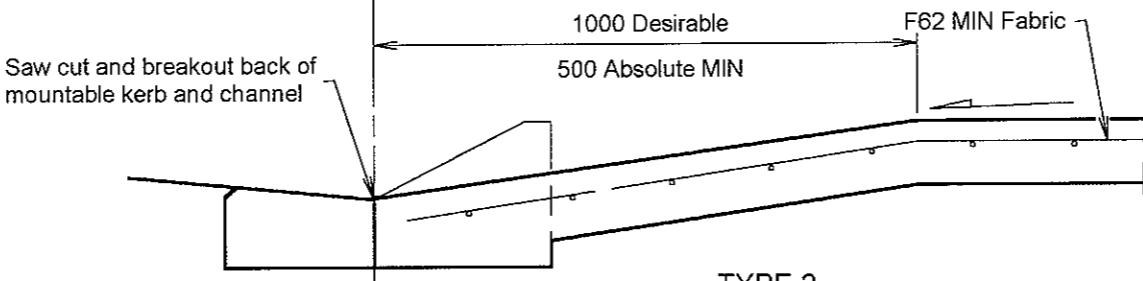 1000 Desirable
F62 MIN Fabric
Saw cut and breakout back of
mountable kerb and channel
500 Absolute MIN